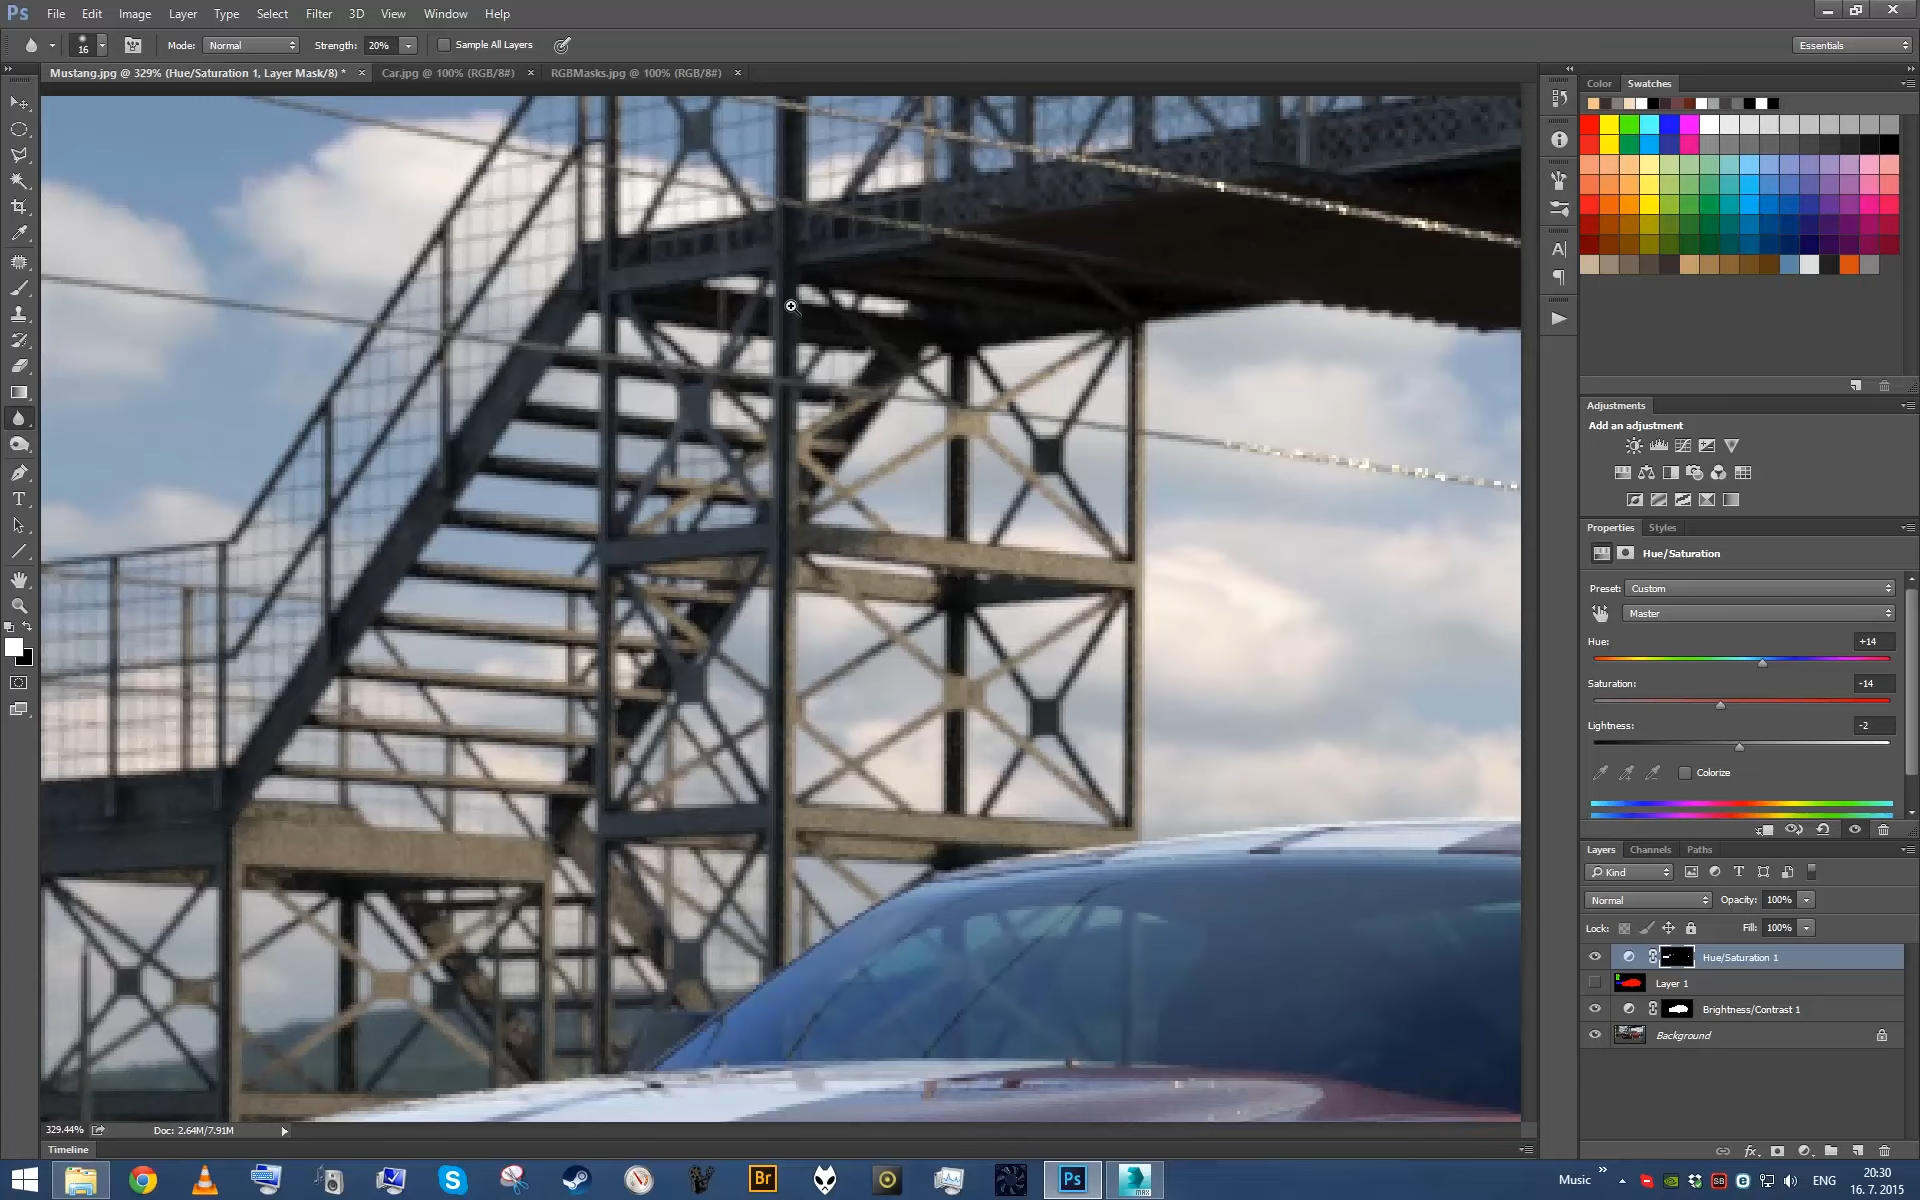 Ps File Edit Image Layer Type Select Filter 3D View Window Help
16 Mode: Normal Strength: 20% Sample All Layers Essentials
Mustang.jpg @ 329% (Hue/Saturation 1, Layer Mask/8) * × Car.jpg @ 100% (RGB/8#) × RGBMasks.jpg @ 100% (RGB/8#) ×
Color Swatches
Adjustments
Add an adjustment
Properties Styles
Hue/Saturation
Preset: Custom
Master
Hue: +14
Saturation: -14
Lightness: -2
Colorize
Layers Channels Paths
Kind
Normal Opacity: 100%
Lock: Fill: 100%
Hue/Saturation 1
Layer 1
Brightness/Contrast 1
Background
329.44% Doc: 2.64M/7.91M
Timeline
Br Ps MAX Music SB ENG
20:30
16. 7. 2015